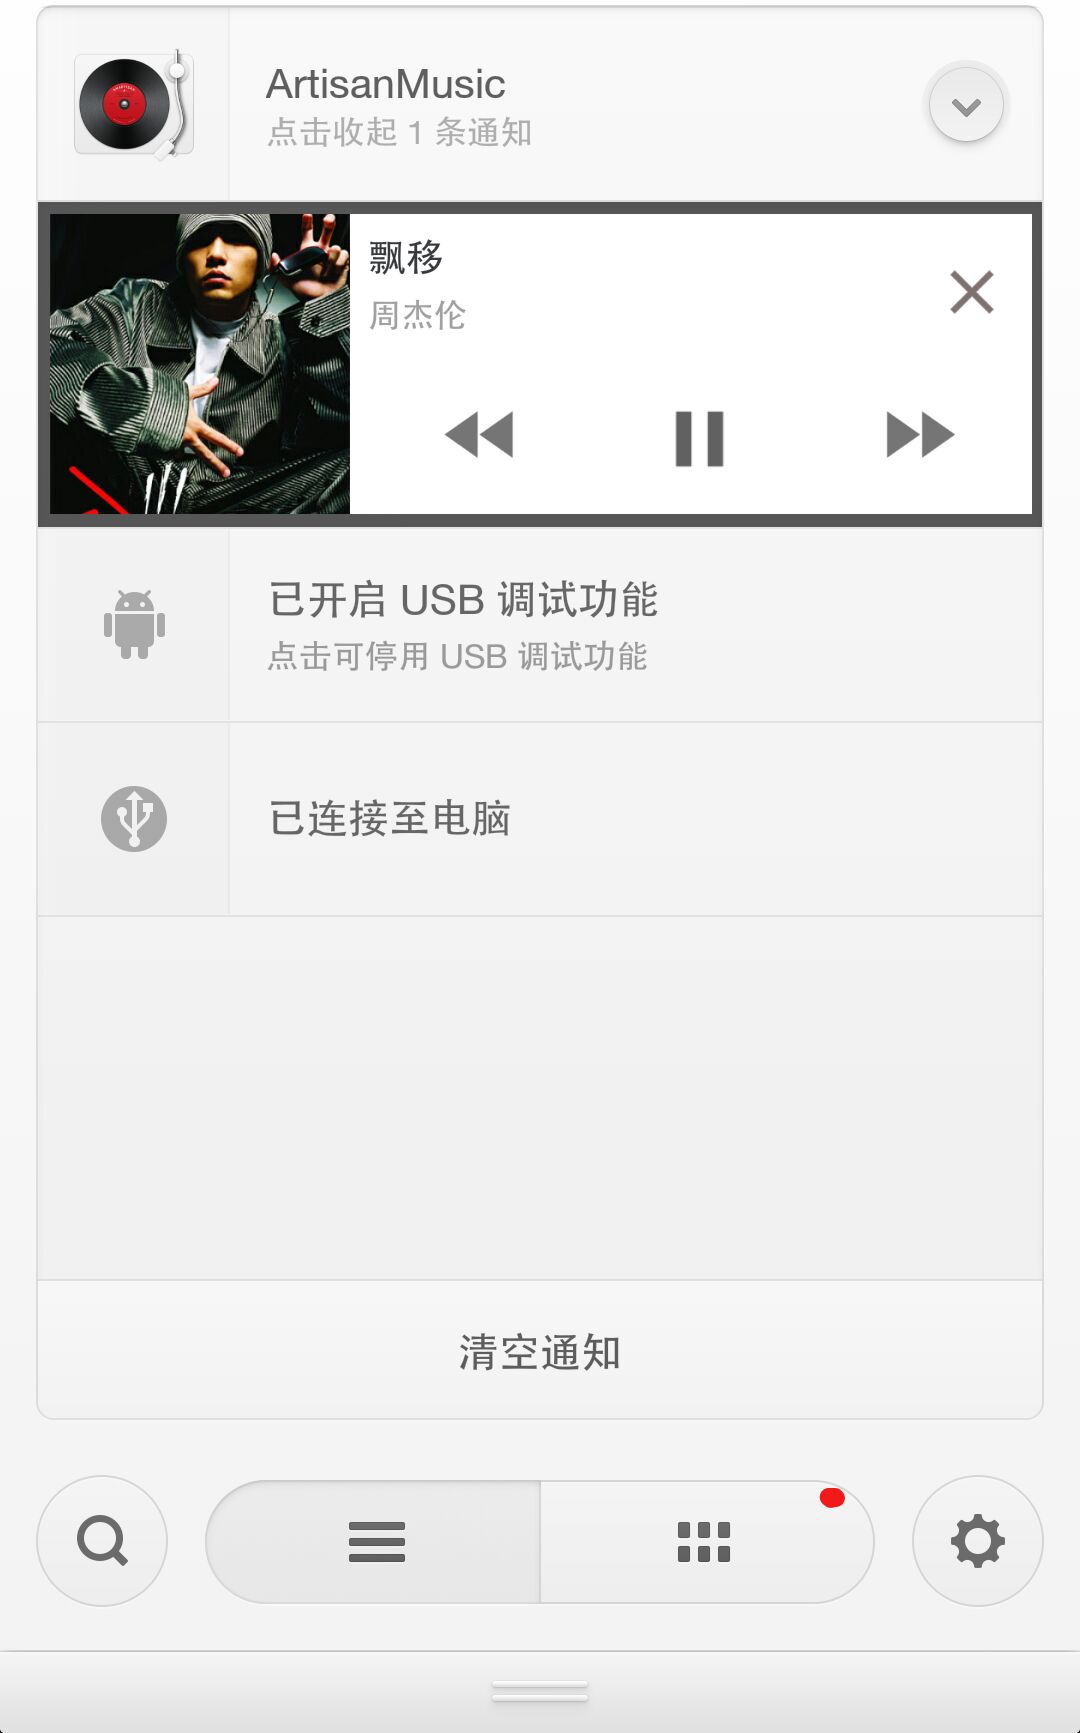 ArtisanMusic
点击收起 1 条通知
飘移
周杰伦
已开启 USB 调试功能
点击可停用 USB 调试功能
已连接至电脑
清空通知